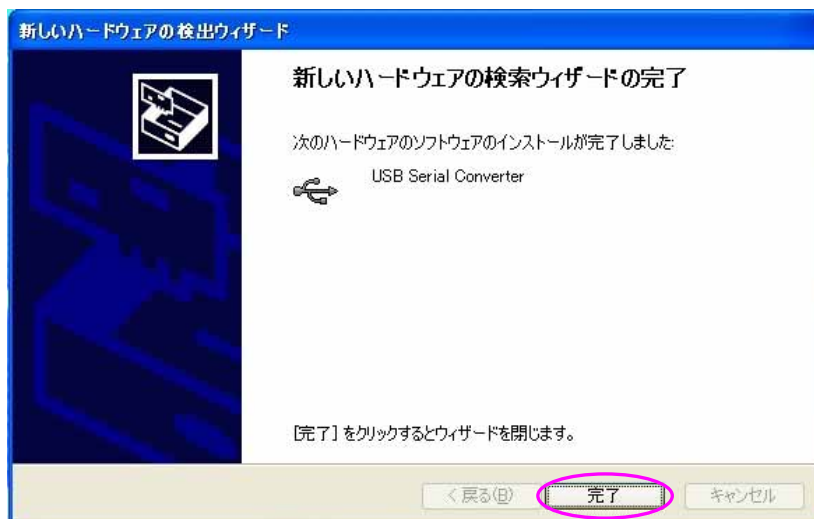 新しいハードウェアの検出ウィザード
新しいハードウェアの検索ウィザードの完了
次のハードウェアのソフトウェアのインストールが完了しました:
USB Serial Converter
[完了] をクリックするとウィザードを閉じます。
< 戻る(B)
完了
キャンセル